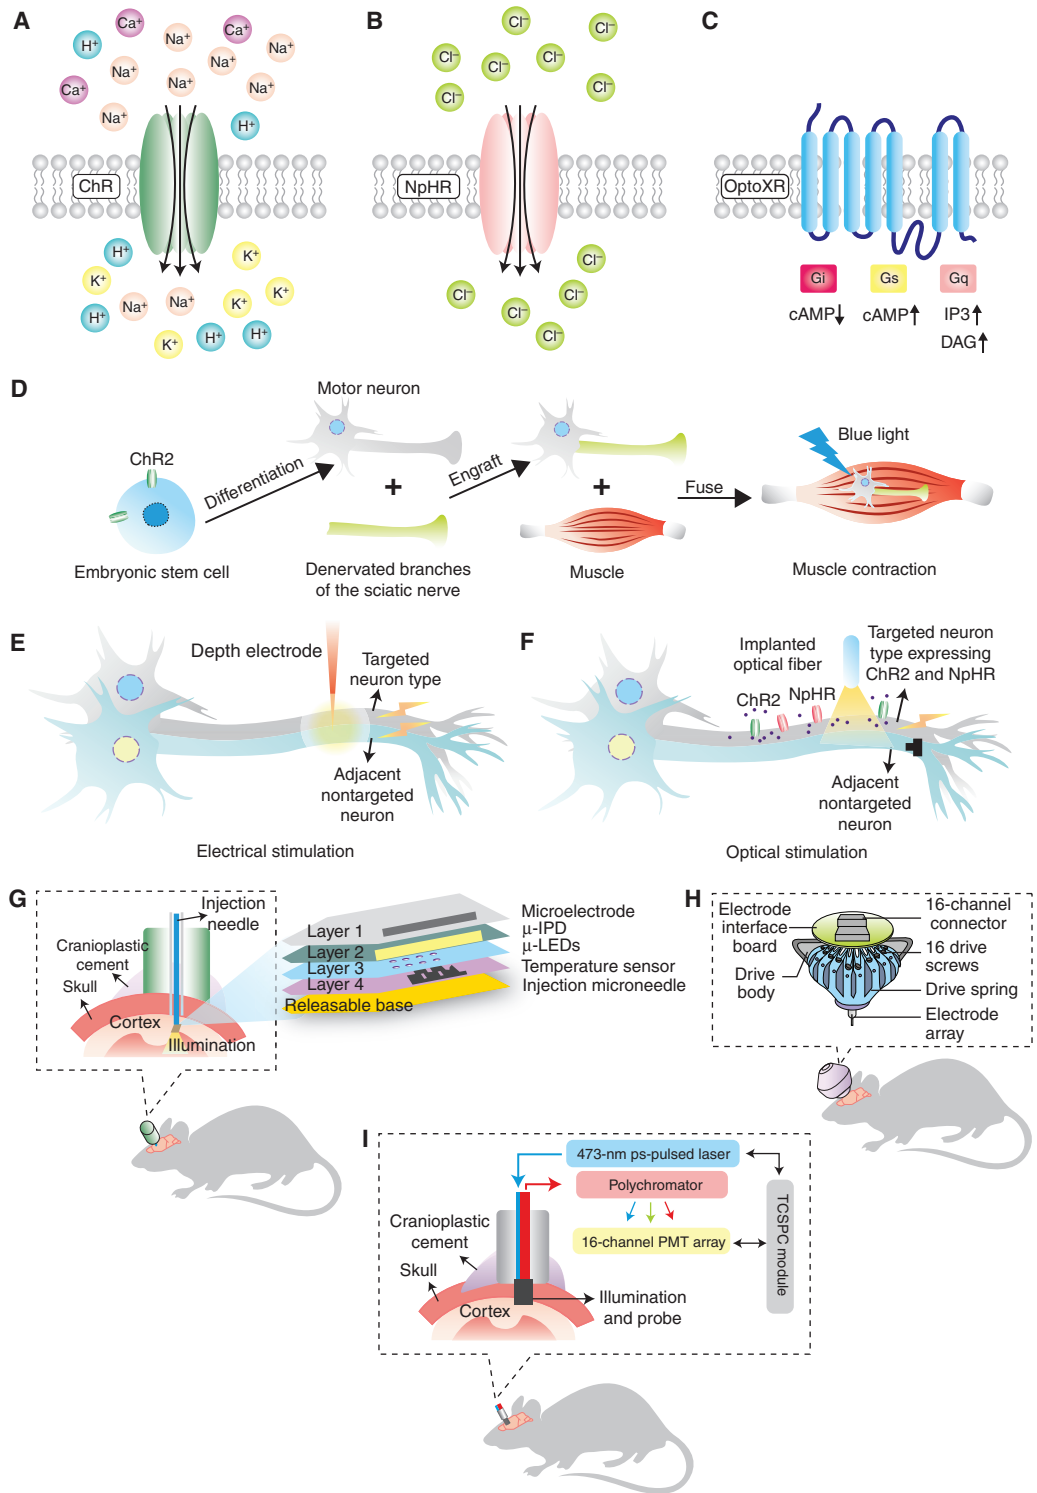 A
Ca⁺
Ca⁺
H⁺
Na⁺
Na⁺
Na⁺
Na⁺
Ca⁺
Na⁺
Na⁺
Na⁺
H⁺
ChR
H⁺
K⁺
K⁺
Na⁺
Na⁺
K⁺
K⁺
H⁺
K⁺
H⁺
H⁺
B
Cl⁻
Cl⁻
Cl⁻
Cl⁻
Cl⁻
Cl⁻
Cl⁻
NpHR
Cl⁻
Cl⁻
Cl⁻
Cl⁻
Cl⁻
C
OptoXR
Gi
Gs
Gq
cAMP
cAMP
IP3
DAG
D
ChR2
Embryonic stem cell
Differentiation
Motor neuron
+
Denervated branches
of the sciatic nerve
Engraft
+
Muscle
Fuse
Blue light
Muscle contraction
E
Depth electrode
Targeted
neuron type
Adjacent
nontargeted
neuron
Electrical stimulation
F
Implanted
optical fiber
Targeted neuron
type expressing
ChR2 and NpHR
ChR2
NpHR
Adjacent
nontargeted
neuron
Optical stimulation
G
Injection
needle
Cranioplastic
cement
Skull
Cortex
Illumination
Layer 1
Layer 2
Layer 3
Layer 4
Releasable base
Microelectrode
μ-IPD
μ-LEDs
Temperature sensor
Injection microneedle
H
Electrode
interface
board
Drive
body
16-channel
connector
16 drive
screws
Drive spring
Electrode
array
I
473-nm ps-pulsed laser
Polychromator
16-channel PMT array
TCSPC module
Cranioplastic
cement
Skull
Cortex
Illumination
and probe